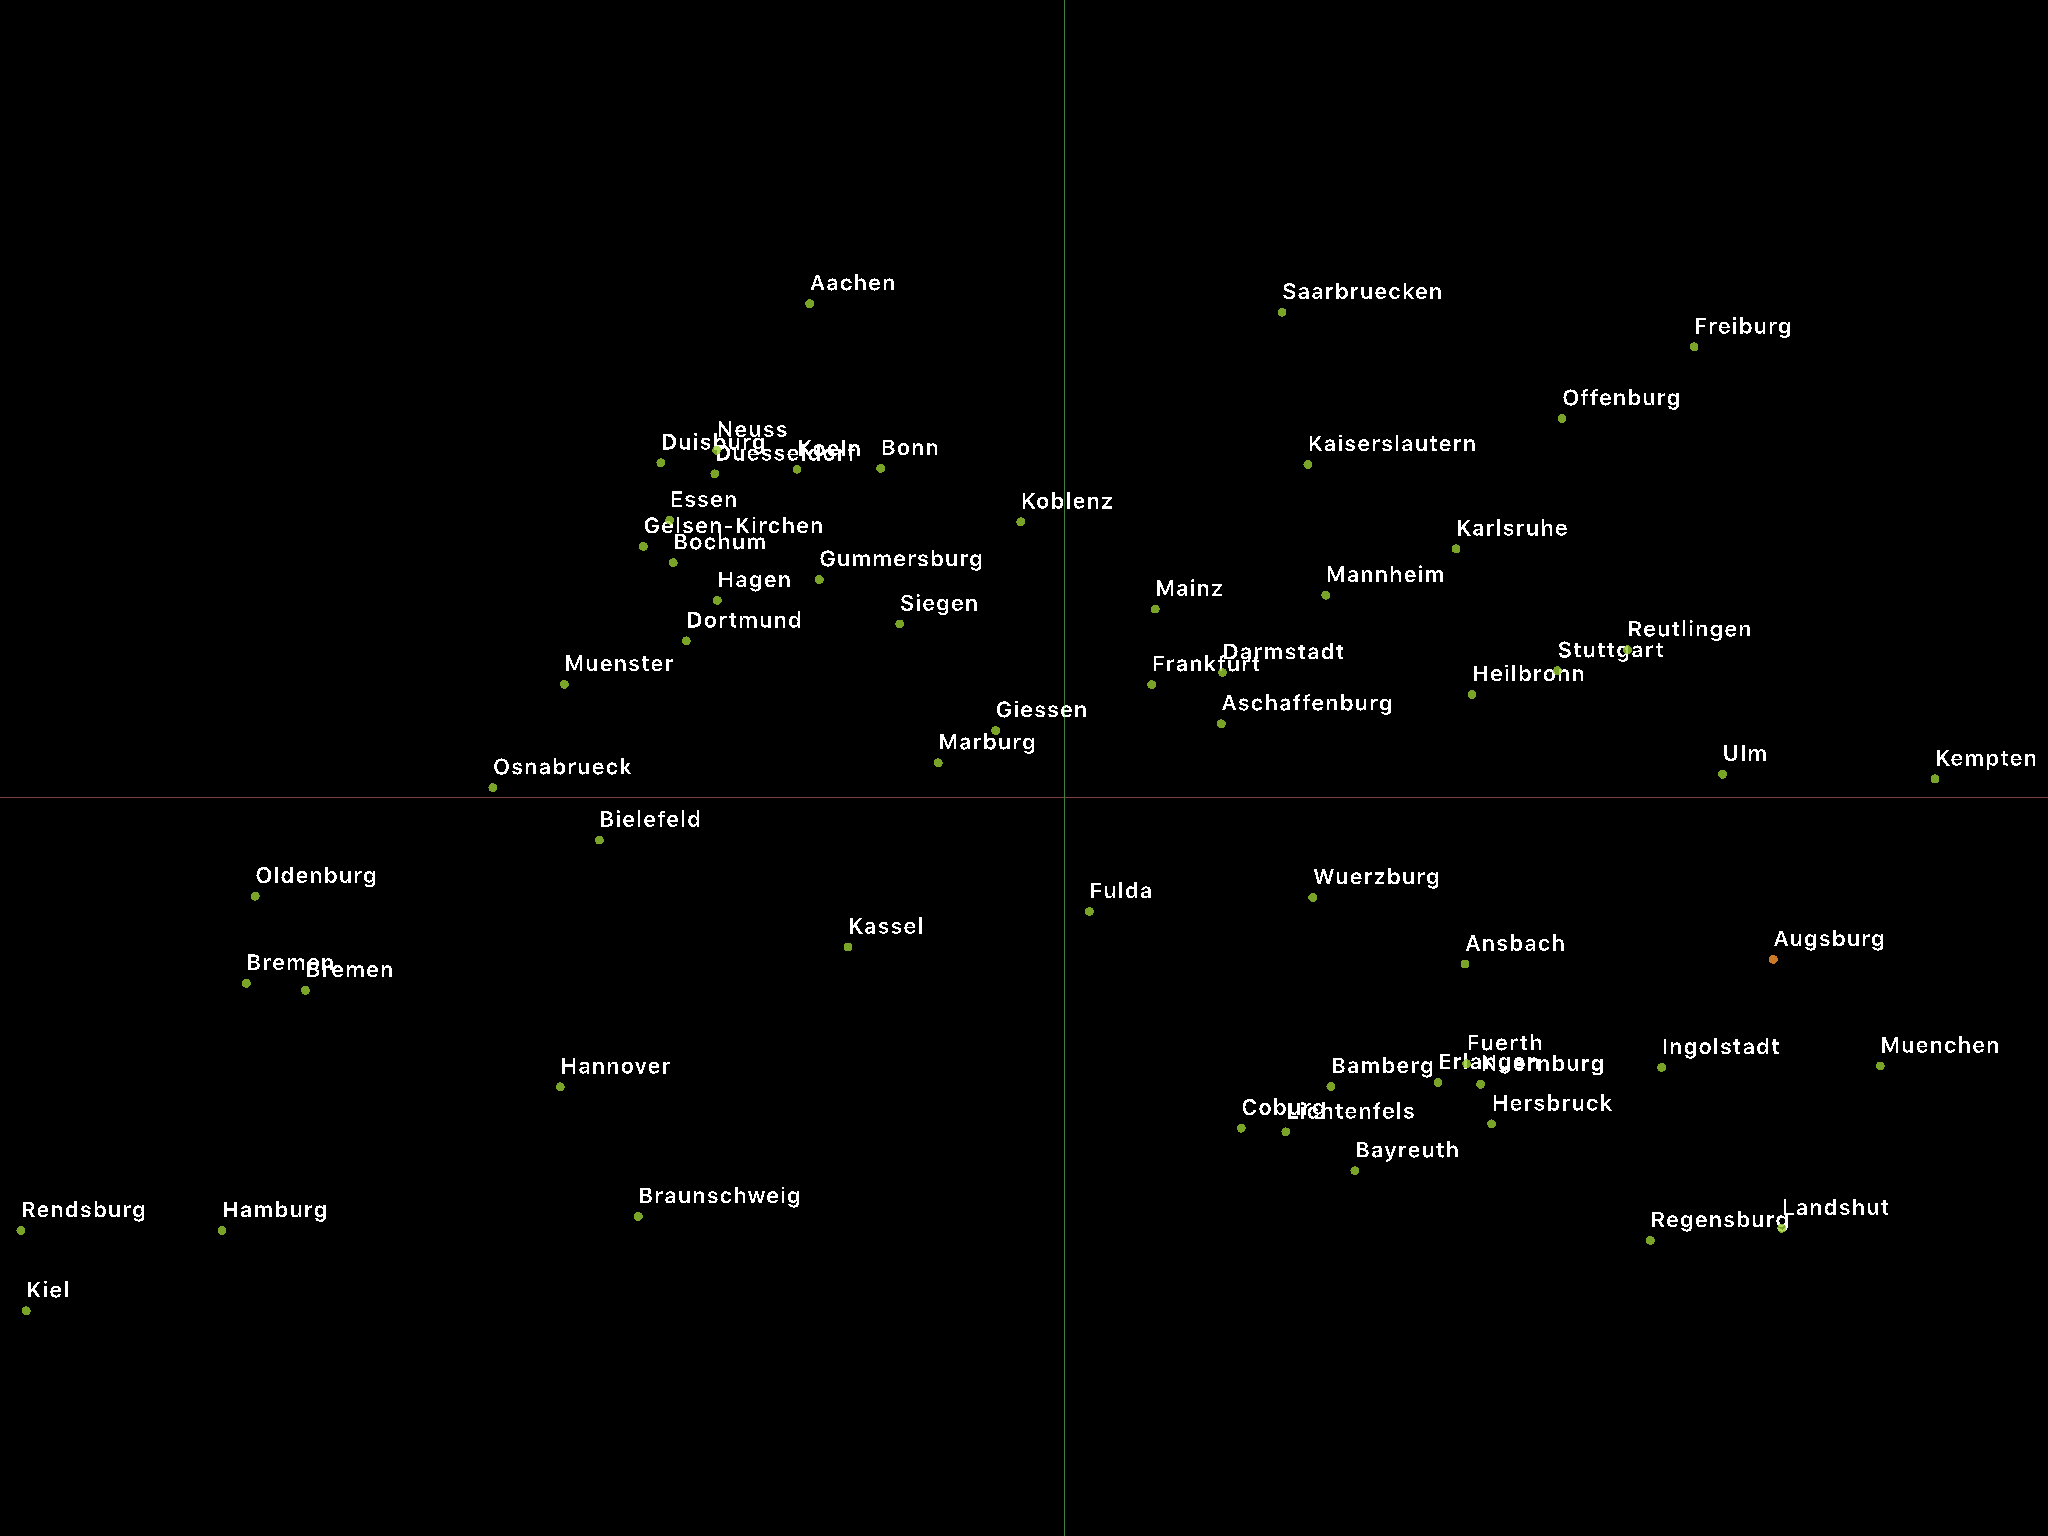 Aachen
Saarbruecken
Freiburg
Offenburg
Neuss
Duisburg
Kaiserslautern
Duesseldorf
Koeln
Bonn
Essen
Koblenz
Gelsen-Kirchen
Karlsruhe
Bochum
Gummersburg
Mannheim
Hagen
Mainz
Siegen
Dortmund
Reutlingen
Stuttgart
Darmstadt
Muenster
Frankfurt
Heilbronn
Aschaffenburg
Giessen
Marburg
Ulm
Kempten
Osnabrueck
Bielefeld
Oldenburg
Wuerzburg
Fulda
Kassel
Augsburg
Ansbach
Bremen
Bremen
Fuerth
Muenchen
Ingolstadt
Erlangen
Nuernburg
Bamberg
Hannover
Hersbruck
Coburg
Lichtenfels
Bayreuth
Braunschweig
Landshut
Rendsburg
Hamburg
Regensburg
Kiel